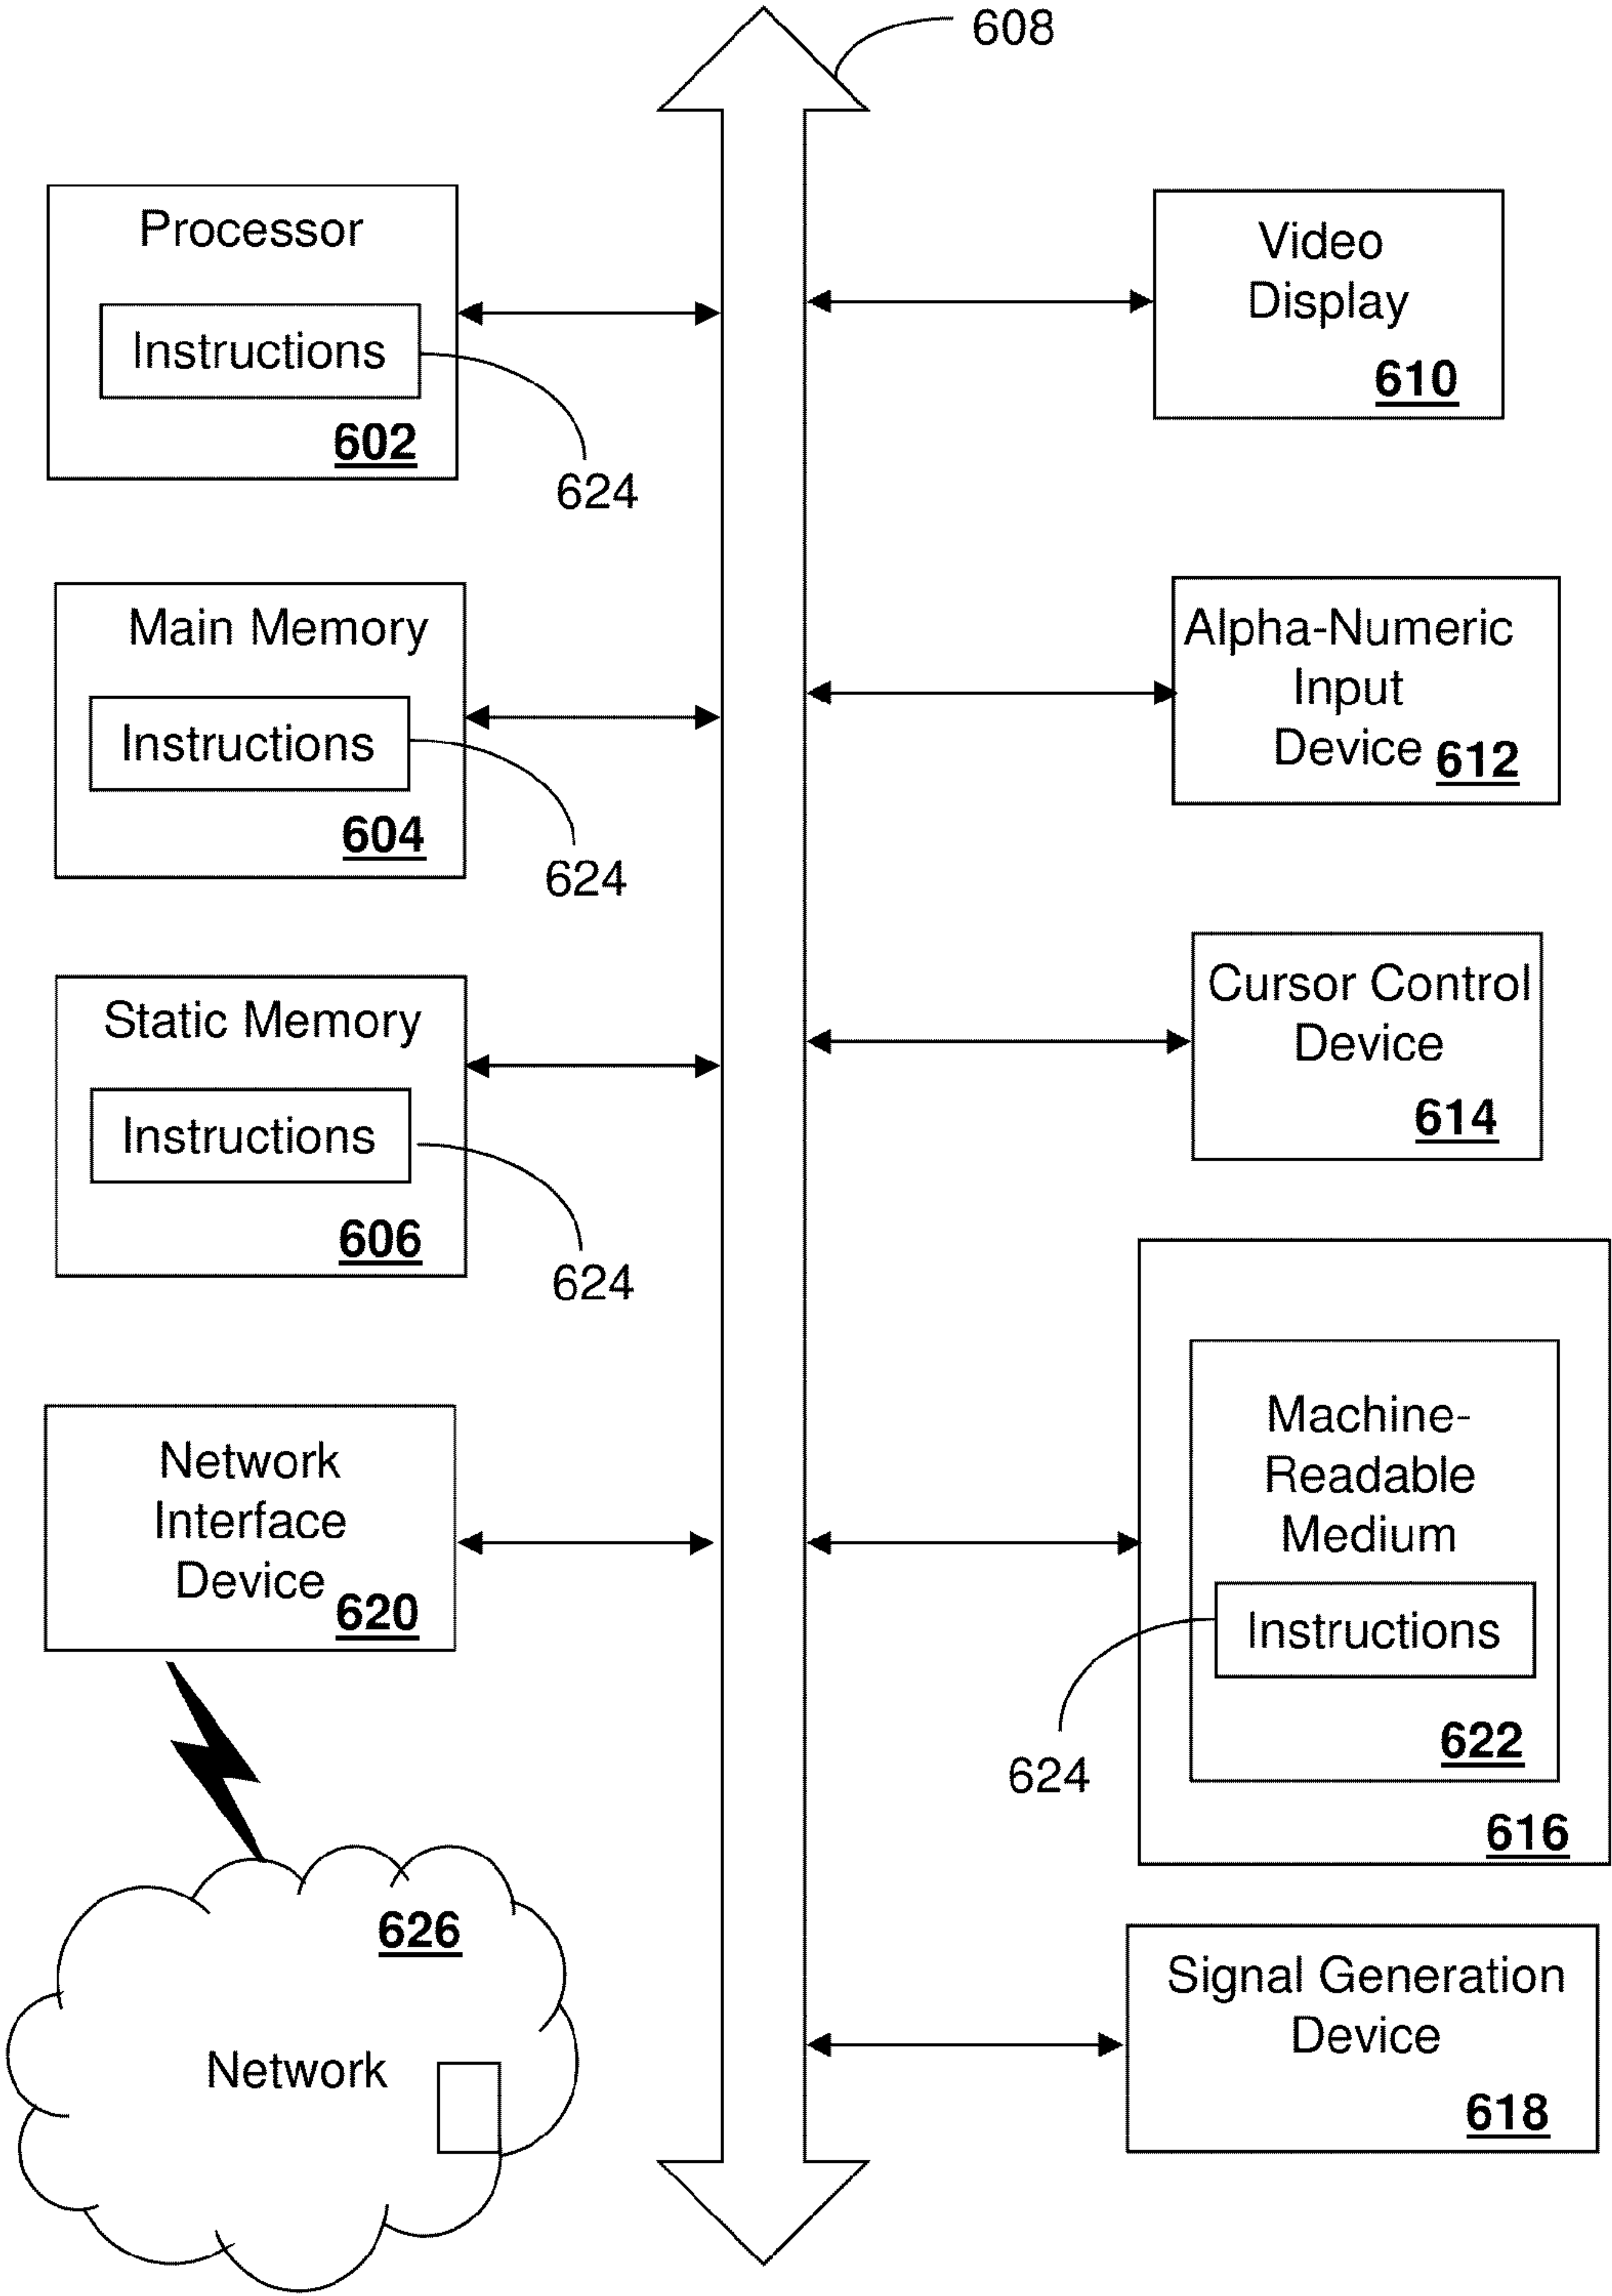 608
Processor
Instructions
602
624
Main Memory
Instructions
604
624
Static Memory
Instructions
606
624
Network
Interface
Device
620
626
Network
Video
Display
610
Alpha-Numeric
Input
Device 612
Cursor Control
Device
614
Machine-
Readable
Medium
Instructions
622
624
616
Signal Generation
Device
618